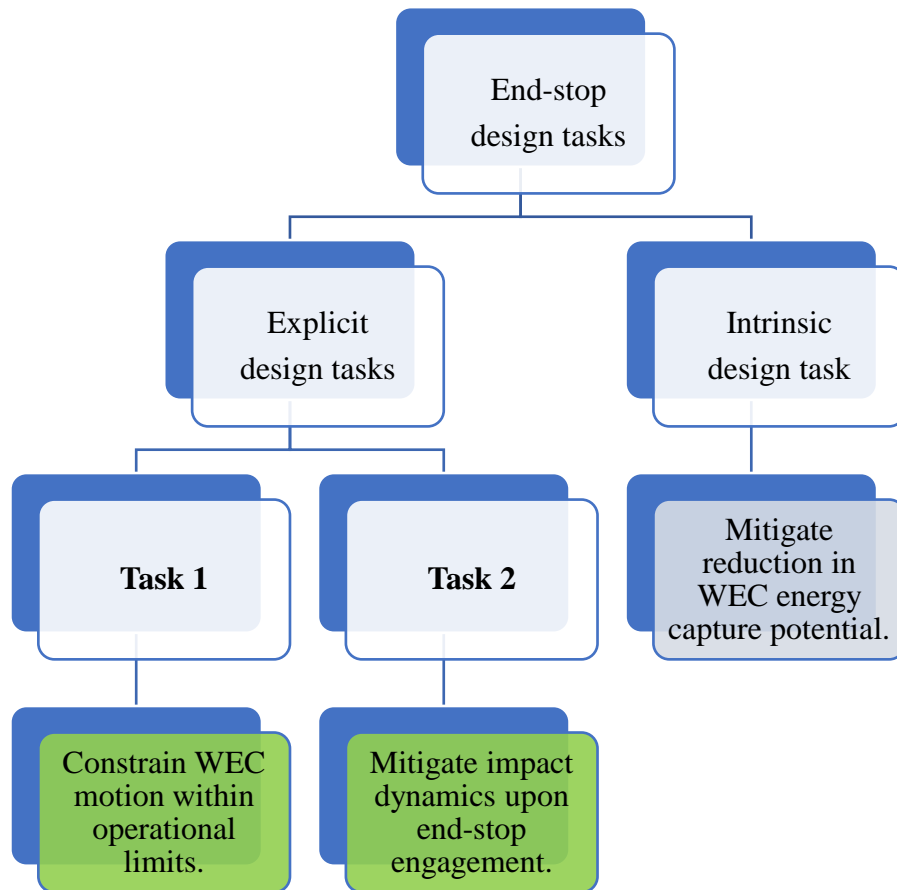 End-stop
design tasks
Explicit
design tasks
Intrinsic
design task
Task 1
Task 2
Mitigate
reduction in
WEC energy
capture potential.
Constrain WEC
motion within
operational
limits.
Mitigate impact
dynamics upon
end-stop
engagement.